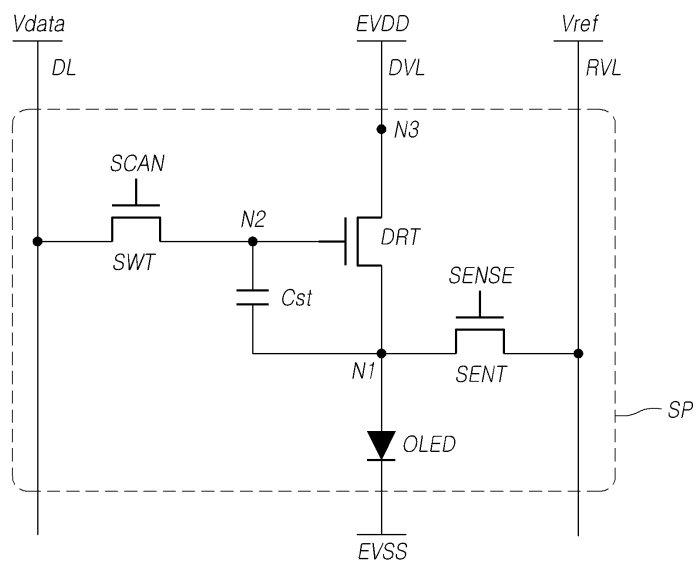 Vdata
EVDD
Vref
DL
DVL
RVL
N3
SCAN
N2
DRT
SWT
SENSE
Cst
N1
SENT
SP
OLED
EVSS